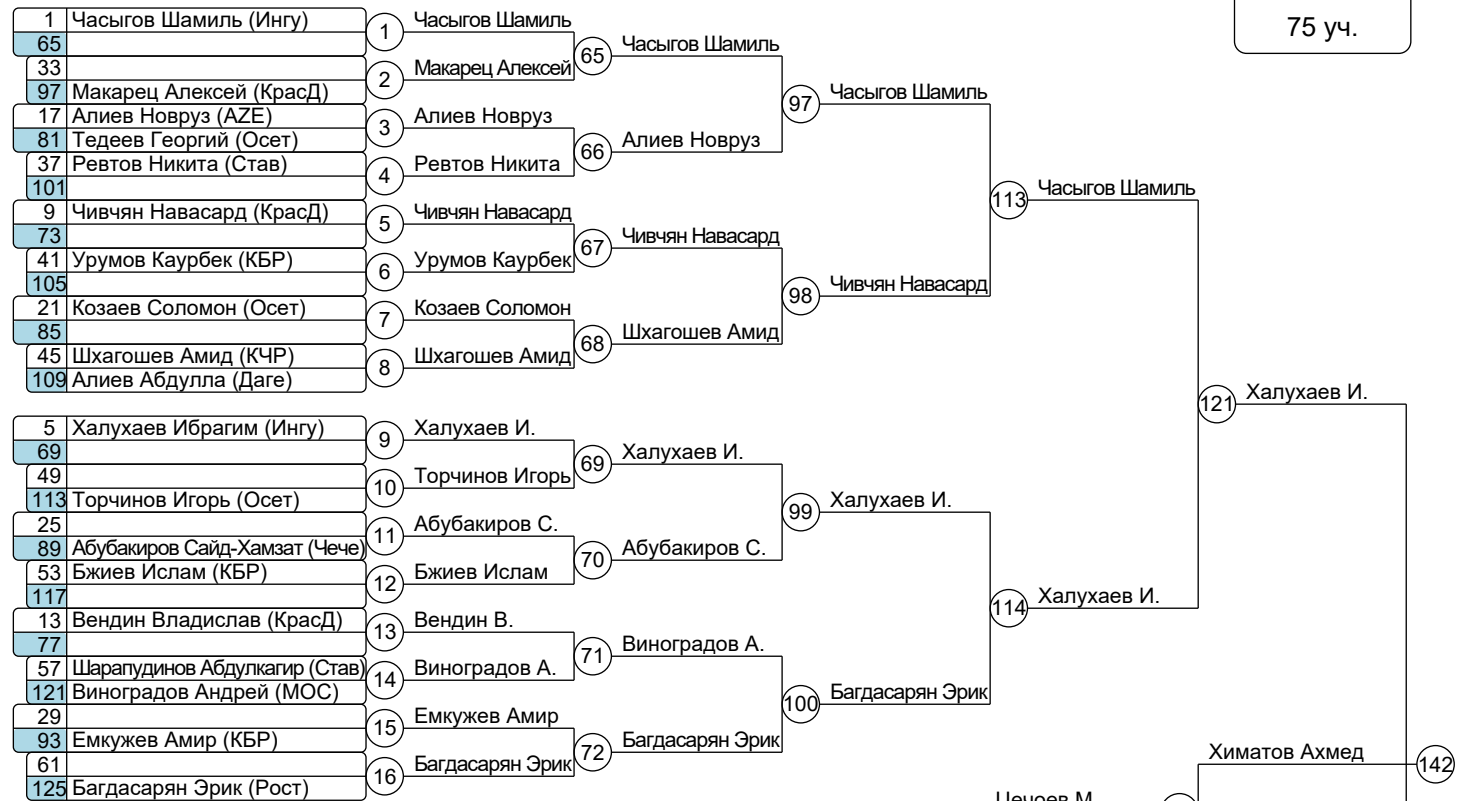 75 уч.
1 Часыгов Шамиль (Ингу)
65
33
97 Макарец Алексей (КрасД)
17 Алиев Новруз (AZE)
81 Тедеев Георгий (Осет)
37 Ревтов Никита (Став)
101
9 Чивчян Навасард (КрасД)
73
41 Урумов Каурбек (КБР)
105
21 Козаев Соломон (Осет)
85
45 Шхагошев Амид (КЧР)
109 Алиев Абдулла (Даге)
5 Халухаев Ибрагим (Ингу)
69
49
113 Торчинов Игорь (Осет)
25
89 Абубакиров Сайд-Хамзат (Чече)
53 Бжиев Ислам (КБР)
117
13 Вендин Владислав (КрасД)
77
57 Шарапудинов Абдулкагир (Став)
121 Виноградов Андрей (МОС)
29
93 Емкужев Амир (КБР)
61
125 Багдасарян Эрик (Рост)
1 Часыгов Шамиль
2 Макарец Алексей
3 Алиев Новруз
4 Ревтов Никита
5 Чивчян Навасард
6 Урумов Каурбек
7 Козаев Соломон
8 Шхагошев Амид
9 Халухаев И.
10 Торчинов Игорь
11 Абубакиров С.
12 Бжиев Ислам
13 Вендин В.
14 Виноградов А.
15 Емкужев Амир
16 Багдасарян Эрик
65 Часыгов Шамиль
66 Алиев Новруз
67 Чивчян Навасард
68 Шхагошев Амид
69 Халухаев И.
70 Абубакиров С.
71 Виноградов А.
72 Багдасарян Эрик
97 Часыгов Шамиль
98 Чивчян Навасард
99 Халухаев И.
100 Багдасарян Эрик
113 Часыгов Шамиль
114 Халухаев И.
121 Халухаев И.
Химатов Ахмед
142